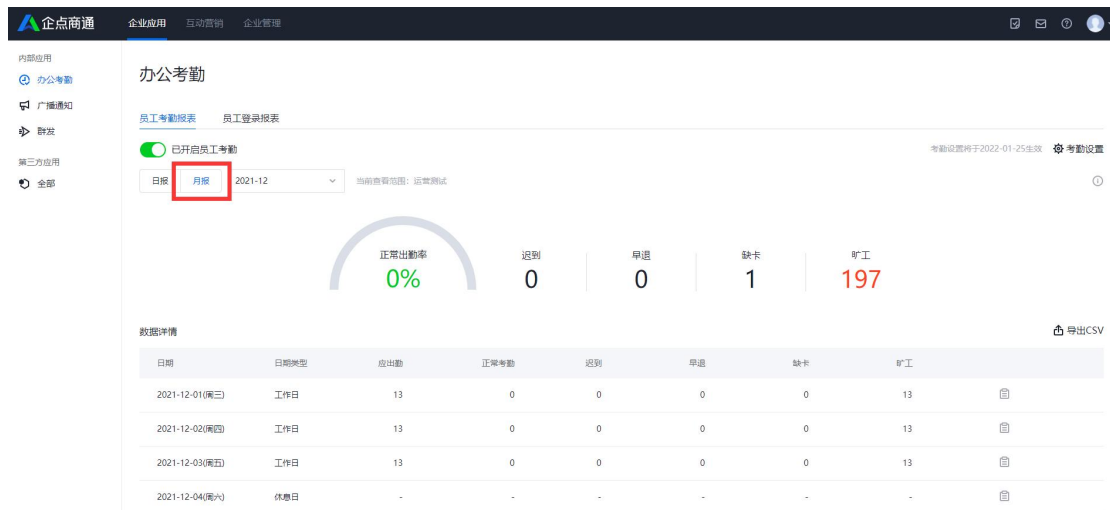 企点商通 企业应用 互动营销 企业管理
内部应用
办公考勤
广播通知
群发
第三方应用
全部
办公考勤
员工考勤报表 员工登录报表
已开启员工考勤 考勤设置将于2022-01-25生效 考勤设置
日报 月报 2021-12 当前查看范围：运营测试
正常出勤率 迟到 早退 缺卡 旷工
0% 0 0 1 197
数据详情 导出CSV
日期 日期类型 应出勤 正常考勤 迟到 早退 缺卡 旷工
2021-12-01(周三) 工作日 13 0 0 0 0 13
2021-12-02(周四) 工作日 13 0 0 0 0 13
2021-12-03(周五) 工作日 13 0 0 0 0 13
2021-12-04(周六) 休息日 - - - - - -